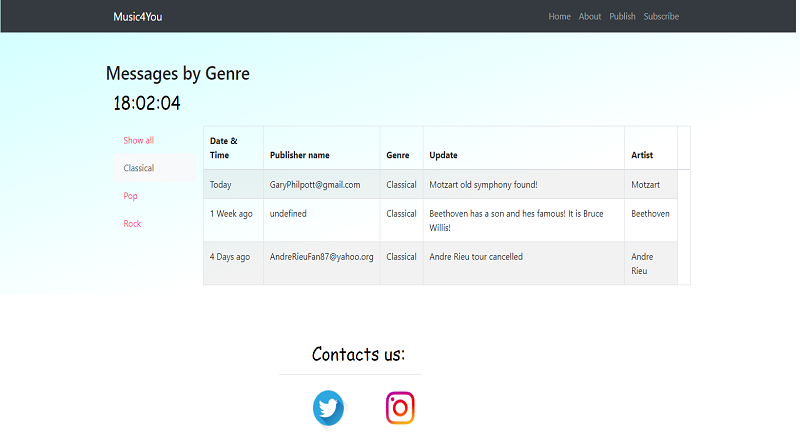 Music4You
Home About Publish Subscribe
Messages by Genre
18:02:04
Show all
Classical
Pop
Rock
Date &
Time Publisher name Genre Update Artist
Today GaryPhilpott@gmail.com Classical Motzart old symphony found! Motzart
1 Week ago undefined Classical Beethoven has a son and hes famous! It is Bruce Beethoven
Willis!
4 Days ago AndreRieuFan87@yahoo.org Classical Andre Rieu tour cancelled Andre
Rieu
Contacts us: